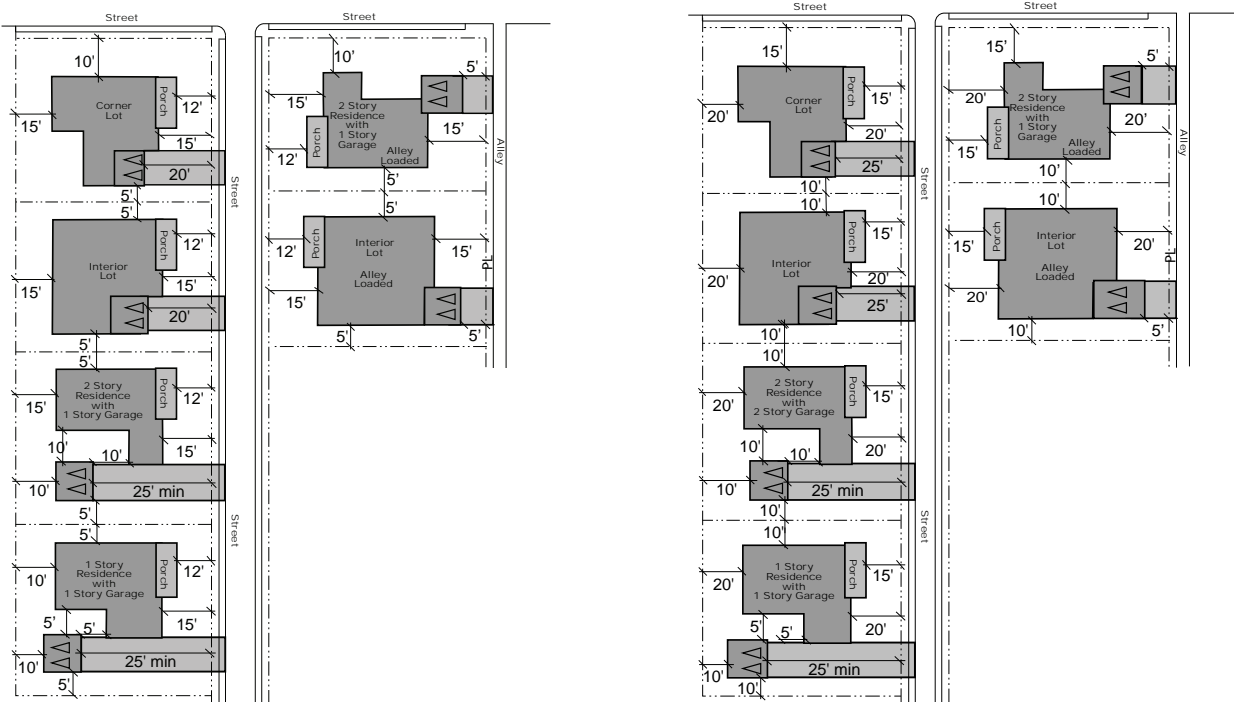 Street
10'
Corner
Lot
Porch
12'
15'
15'
20'
5'
Street
5'
Interior
Lot
Porch
12'
15'
15'
20'
5'
5'
2 Story
Residence
with
1 Story Garage
Porch
12'
15'
15'
10'
10'
10'
25' min
5'
Street
5'
1 Story
Residence
with
1 Story Garage
Porch
12'
10'
15'
5'
5'
10'
25' min
5'
Street
10'
5'
15'
2 Story
Residence
with
1 Story
Garage
Porch
12'
15'
Alley
Loaded
Alley
5'
5'
Porch
12'
Interior
Lot
Alley
Loaded
15'
PL
15'
5'
5'
Street
15'
Corner
Lot
Porch
15'
20'
20'
25'
10'
Street
10'
Interior
Lot
Porch
15'
20'
20'
25'
10'
10'
2 Story
Residence
with
2 Story Garage
Porch
15'
20'
20'
10'
10'
10'
25' min
10'
Street
10'
1 Story
Residence
with
1 Story Garage
Porch
15'
20'
20'
5'
5'
10'
25' min
10'
Street
15'
5'
20'
2 Story
Residence
with
1 Story
Garage
Porch
15'
20'
Alley
Loaded
Alley
10'
10'
Porch
15'
Interior
Lot
Alley
Loaded
20'
PL
20'
10'
5'